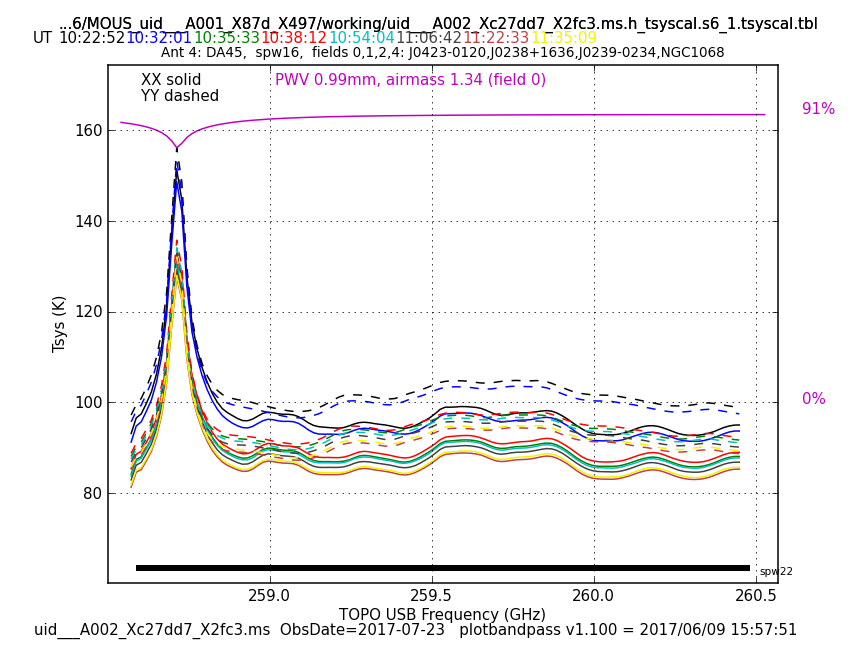 ...6/MOUS_uid___A001_X87d_X497/working/uid___A002_Xc27dd7_X2fc3.ms.h_tsyscal.s6_1.tsyscal.tbl
UT 10:22:52 10:32:01 10:35:33 10:38:12 10:54:04 11:06:42 11:22:33 11:35:09
Ant 4: DA45,  spw16,  fields 0,1,2,4: J0423-0120,J0238+1636,J0239-0234,NGC1068
XX solid PWV 0.99mm, airmass 1.34 (field 0)
YY dashed
91%
160
140
120
100
80
0%
Tsys (K)
spw22
259.0 259.5 260.0 260.5
TOPO USB Frequency (GHz)
uid___A002_Xc27dd7_X2fc3.ms  ObsDate=2017-07-23   plotbandpass v1.100 = 2017/06/09 15:57:51